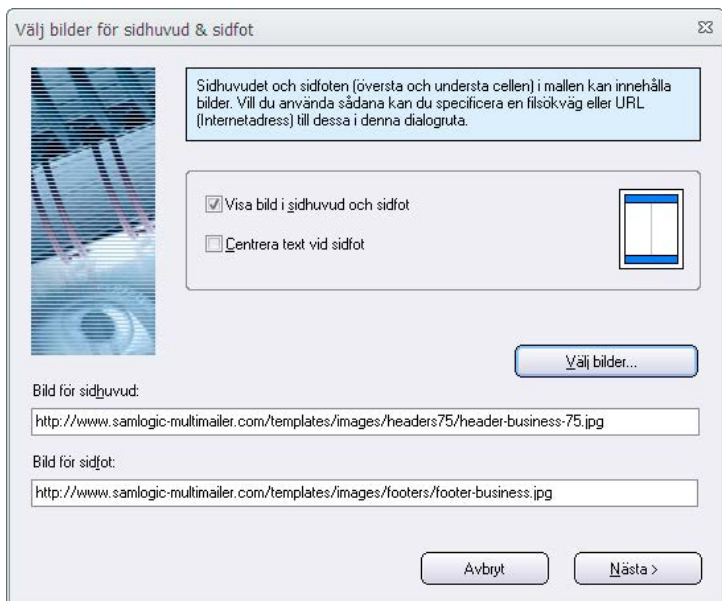 Välj bilder för sidhuvud & sidfot
Sidhuvudet och sidfoten (översta och understa cellen) i mallen kan innehålla
bilder. Vill du använda sådana kan du specificera en filsökväg eller URL
(Internetadress) till dessa i denna dialogruta.
Visa bild i sidhuvud och sidfot
Centrera text vid sidfot
Välj bilder...
Bild för sidhuvud:
http://www.samlogic-multimailer.com/templates/images/headers75/header-business-75.jpg
Bild för sidfot:
http://www.samlogic-multimailer.com/templates/images/footers/footer-business.jpg
Avbryt
Nästa >